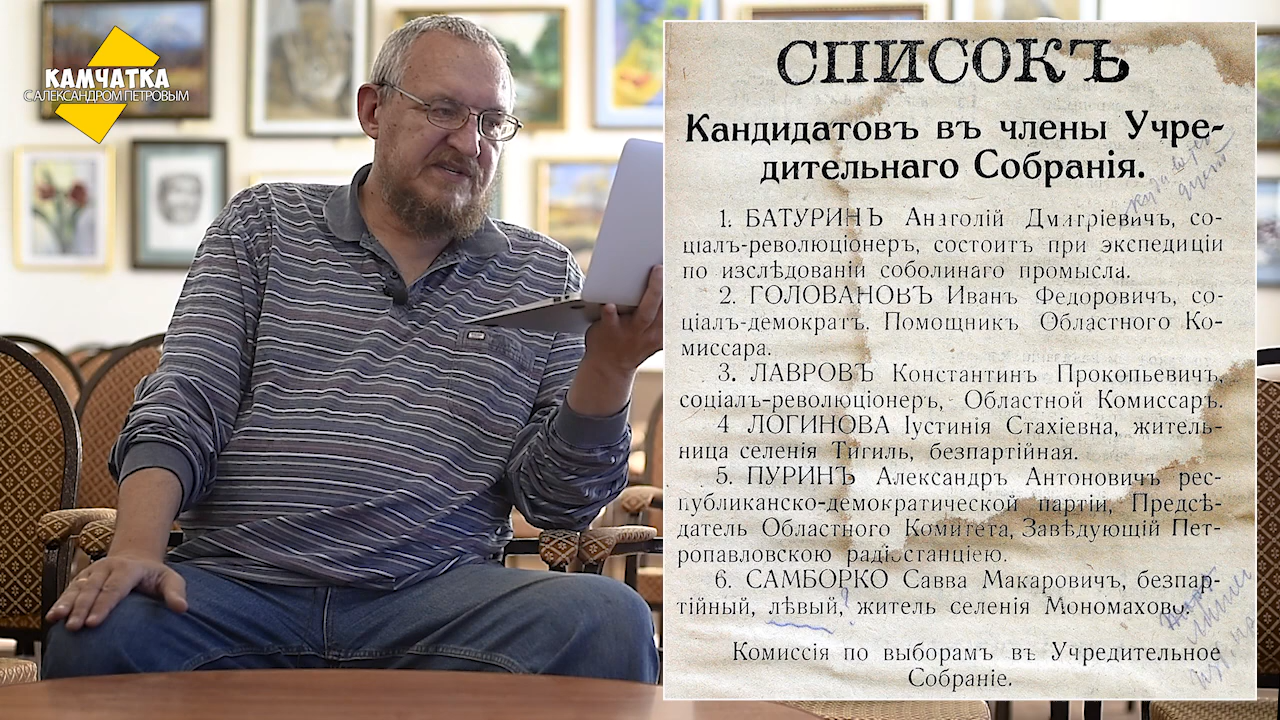 КАМЧАТКА
С АЛЕКСАНДРОМ ПЕТРОВЫМ
СПИСОКЪ
Кандидатовъ въ члены Учре-
дительнаго Собранія.
1. БАТУРИНЪ Анатолій Дмитріевичъ, со-
ціалъ-революціонеръ, состоитъ при экспедиціи
по изслѣдованіи соболинаго промысла.
2. ГОЛОВАНОВЪ Иванъ Федоровичъ, со-
ціалъ-демократъ. Помощникъ Областного Ко-
миссара.
3. ЛАВРОВЪ Константинъ Прокопьевичъ,
соціалъ-революціонеръ, Областной Комиссаръ.
4 ЛОГИНОВА Іустинія Стахіевна, житель-
ница селенія Тигиль, безпартійная.
5. ПУРИНЪ Александръ Антоновичъ рес-
публиканско-демократической партіи, Предсѣ-
датель Областного Комитета, Завѣдующій Пет-
ропавловскою радіостанціею.
6. САМБОРКО Савва Макаровичъ, безпар-
тійный, лѣвый,? житель селенія Мономахово.
Комиссія по выборамъ въ Учредительное
Собраніе.